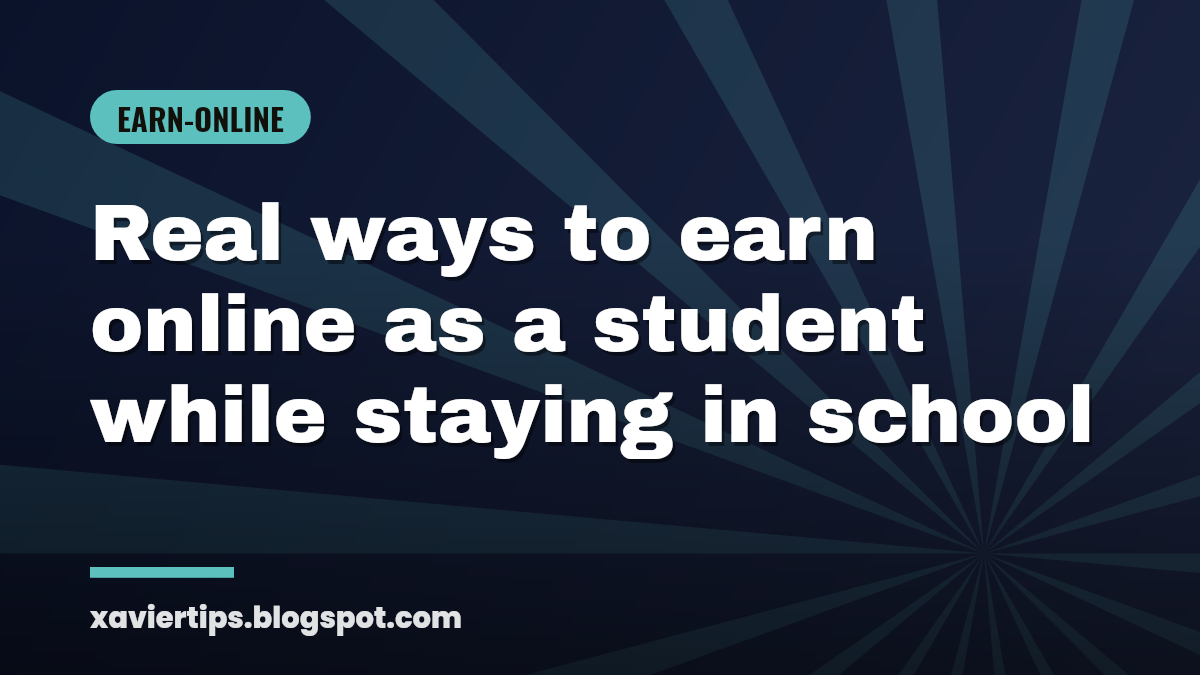 EARN-ONLINE
Real ways to earn
online as a student
while staying in school
xaviertips.blogspot.com